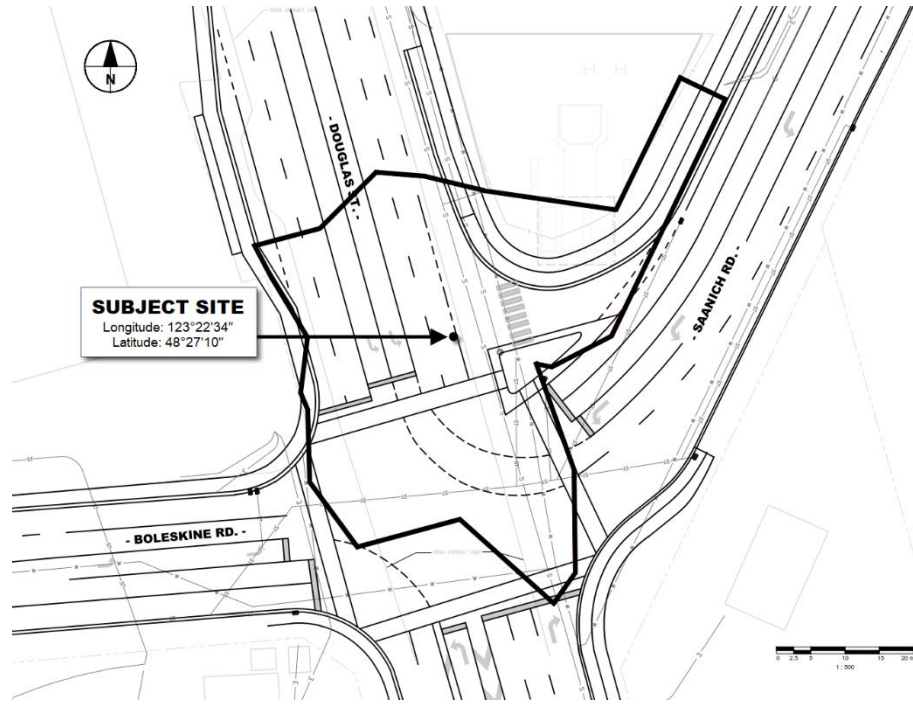 N
- DOUGLAS ST. -
SUBJECT SITE
Longitude: 123°22'34"
Latitude: 48°27'10"
- SAANICH RD. -
- BOLESKINE RD. -
0 2.5 5 10 15 20 m
1 : 500